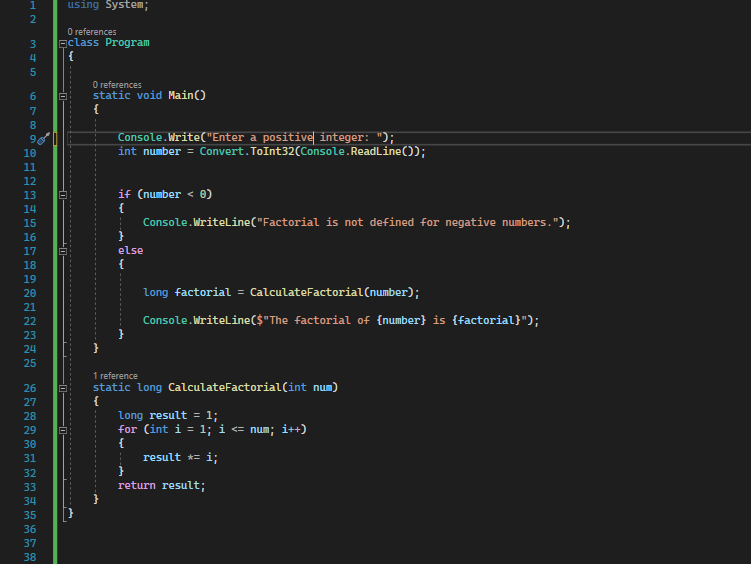 1 using System;
2
0 references
3 class Program
4 {
5
0 references
6 static void Main()
7 {
8
9 Console.Write("Enter a positive integer: ");
10 int number = Convert.ToInt32(Console.ReadLine());
11
12
13 if (number < 0)
14 {
15 Console.WriteLine("Factorial is not defined for negative numbers.");
16 }
17 else
18 {
19
20 long factorial = CalculateFactorial(number);
21
22 Console.WriteLine($"The factorial of {number} is {factorial}");
23 }
24 }
25
1 reference
26 static long CalculateFactorial(int num)
27 {
28 long result = 1;
29 for (int i = 1; i <= num; i++)
30 {
31 result *= i;
32 }
33 return result;
34 }
35 }
36
37
38